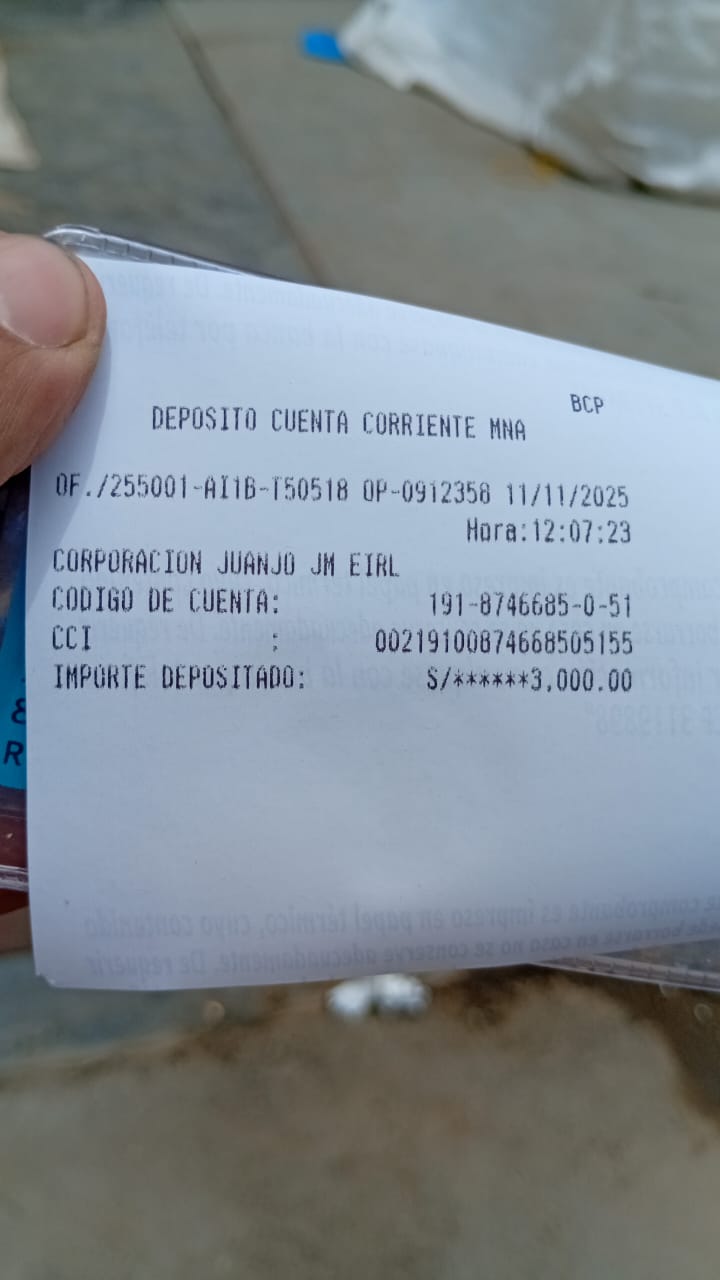 BCP
DEPOSITO CUENTA CORRIENTE MNA
OF./255001-AI1B-T50518 OP-0912358 11/11/2025
Hora:12:07:23
CORPORACION JUANJO JM EIRL
CODIGO DE CUENTA: 191-8746685-0-51
CCI : 00219100874668505155
IMPORTE DEPOSITADO: S/******3,000.00
R